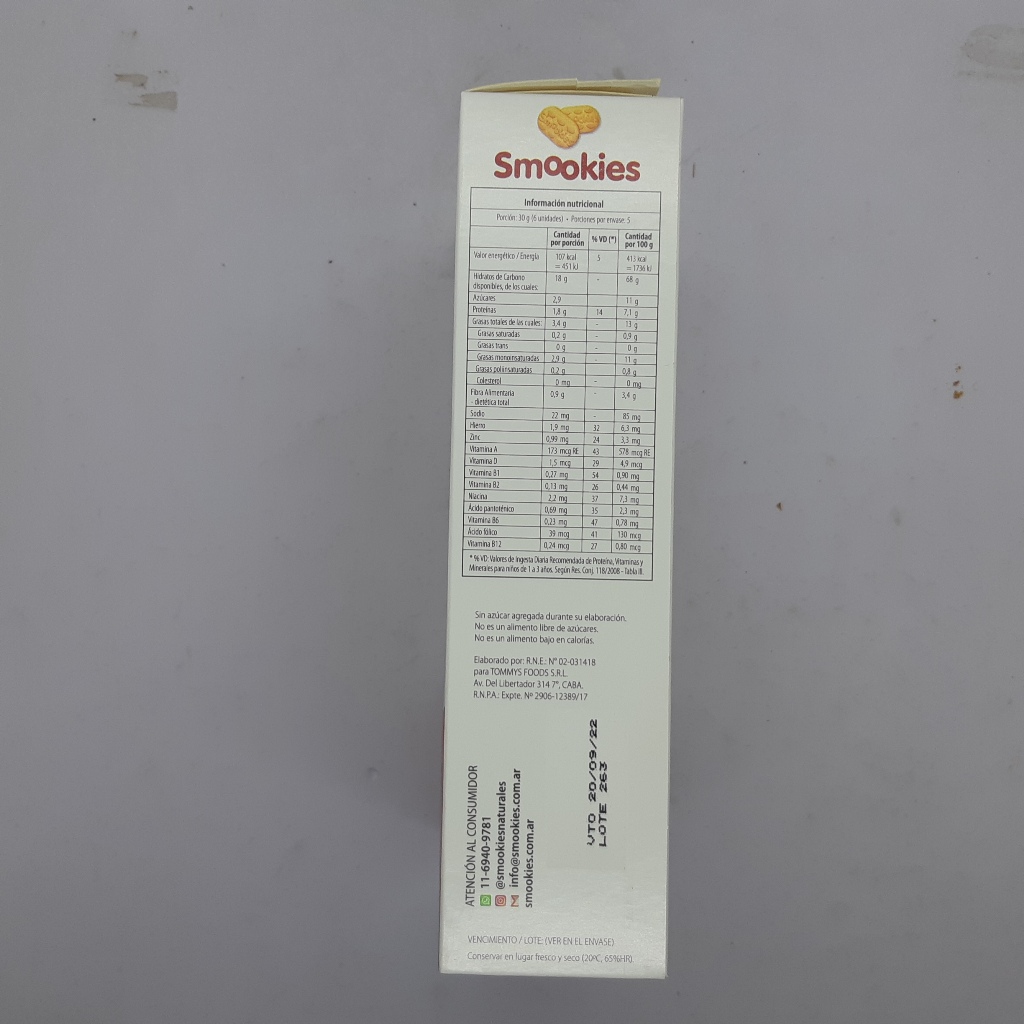 Smookies
Información nutricional
Porción: 30 g (6 unidades) • Porciones por envase: 5
Cantidad por porción % VD (*) Cantidad por 100 g
Valor energético / Energía 107 kcal = 451 kJ 5 413 kcal = 1736 kJ
Hidratos de Carbono disponibles, de los cuales: 18 g - 68 g
Azúcares 2,9 11 g
Proteínas 1,8 g 14 7,1 g
Grasas totales de las cuales: 3,4 g - 13 g
Grasas saturadas 0,2 g - 0,9 g
Grasas trans 0 g - 0 g
Grasas monoinsaturadas 2,9 g - 11 g
Grasas poliinsaturadas 0,2 g 0,8 g
Colesterol 0 mg - 0 mg
Fibra Alimentaria - dietética total 0,9 g - 3,4 g
Sodio 22 mg - 85 mg
Hierro 1,9 mg 32 6,3 mg
Zinc 0,99 mg 24 3,3 mg
Vitamina A 173 mcg RE 43 578 mcg RE
Vitamina D 1,5 mcg 29 4,9 mcg
Vitamina B1 0,27 mg 54 0,90 mg
Vitamina B2 0,13 mg 26 0,44 mg
Niacina 2,2 mg 37 7,3 mg
Ácido pantoténico 0,69 mg 35 2,3 mg
Vitamina B6 0,23 mg 47 0,78 mg
Ácido fólico 39 mcg 41 130 mcg
Vitamina B12 0,24 mcg 27 0,80 mcg
* % VD: Valores de Ingesta Diaria Recomendada de Proteína, Vitaminas y
Minerales para niños de 1 a 3 años. Según Res. Conj. 118/2008 - Tabla III.
Sin azúcar agregada durante su elaboración.
No es un alimento libre de azúcares.
No es un alimento bajo en calorías.
Elaborado por: R.N.E.: N° 02-031418
para TOMMYS FOODS S.R.L.
Av. Del Libertador 314 7°, CABA.
R.N.P.A.: Expte. Nº 2906-12389/17
ATENCIÓN AL CONSUMIDOR
11-6940-9781
@smookiesnaturales
info@smookies.com.ar
smookies.com.ar
VTO 20/09/22
LOTE 263
VENCIMIENTO / LOTE: (VER EN EL ENVASE)
Conservar en lugar fresco y seco (20ºC, 65%HR)